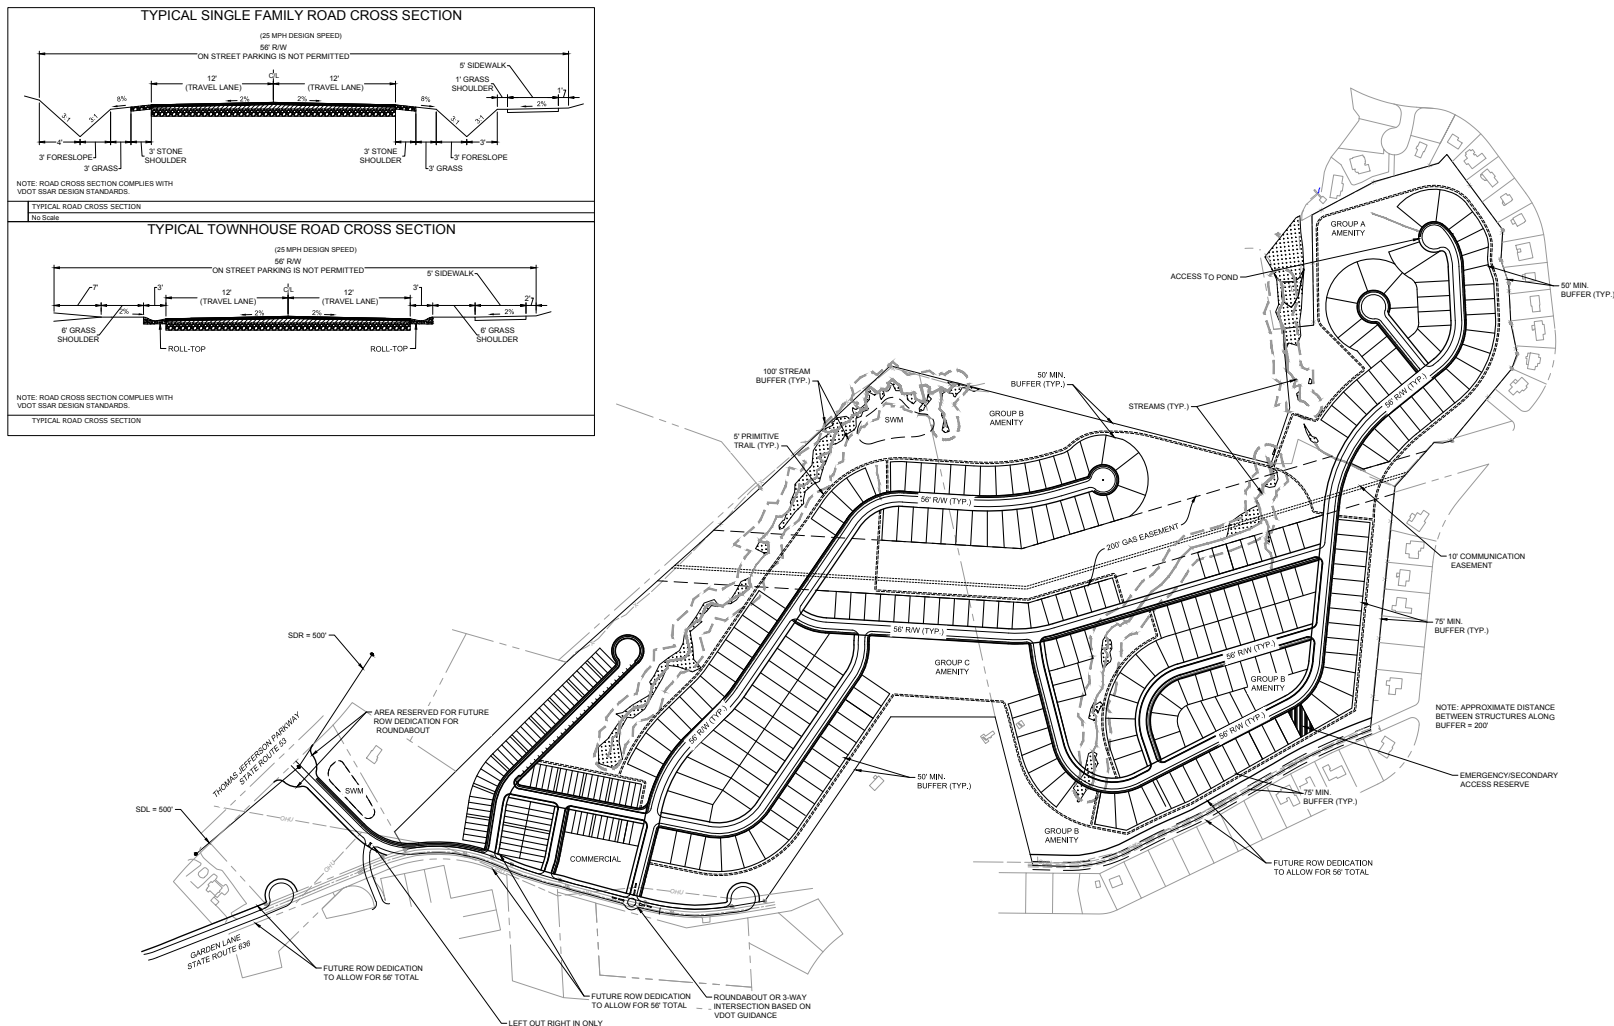 TYPICAL SINGLE FAMILY ROAD CROSS SECTION
(25 MPH DESIGN SPEED)
56' R/W
ON STREET PARKING IS NOT PERMITTED
5' SIDEWALK
C/L
12'
(TRAVEL LANE)
12'
(TRAVEL LANE)
1' GRASS
SHOULDER
1'
8%
2%
2%
8%
2%
3:1
3:1
3:1
3:1
4'
3'
3' FORESLOPE
3' GRASS
3' STONE
SHOULDER
3' STONE
SHOULDER
3' GRASS
3' FORESLOPE
NOTE: ROAD CROSS SECTION COMPLIES WITH
VDOT SSAR DESIGN STANDARDS.
TYPICAL ROAD CROSS SECTION
No Scale
TYPICAL TOWNHOUSE ROAD CROSS SECTION
(25 MPH DESIGN SPEED)
56' R/W
ON STREET PARKING IS NOT PERMITTED
5' SIDEWALK
C/L
7'
3'
12'
(TRAVEL LANE)
12'
(TRAVEL LANE)
3'
2'
2%
2%
2%
2%
6' GRASS
SHOULDER
ROLL-TOP
ROLL-TOP
6' GRASS
SHOULDER
NOTE: ROAD CROSS SECTION COMPLIES WITH
VDOT SSAR DESIGN STANDARDS.
TYPICAL ROAD CROSS SECTION
GROUP A
AMENITY
ACCESS TO POND
50' MIN.
BUFFER (TYP.)
56' R/W (TYP.)
100' STREAM
BUFFER (TYP.)
50' MIN.
BUFFER (TYP.)
STREAMS (TYP.)
SWM
GROUP B
AMENITY
5' PRIMITIVE
TRAIL (TYP.)
56' R/W (TYP.)
200' GAS EASEMENT
10' COMMUNICATION
EASEMENT
75' MIN.
BUFFER (TYP.)
56' R/W (TYP.)
56' R/W (TYP.)
GROUP C
AMENITY
GROUP B
AMENITY
SDR = 500'
AREA RESERVED FOR FUTURE
ROW DEDICATION FOR
ROUNDABOUT
THOMAS JEFFERSON PARKWAY
STATE ROUTE 53
56' R/W (TYP.)
56' R/W (TYP.)
NOTE: APPROXIMATE DISTANCE
BETWEEN STRUCTURES ALONG
BUFFER = 200'
SWM
50' MIN.
BUFFER (TYP.)
EMERGENCY/SECONDARY
ACCESS RESERVE
75' MIN.
BUFFER (TYP.)
SDL = 500'
OHU
GROUP B
AMENITY
COMMERCIAL
OHU
OHU
OHU
FUTURE ROW DEDICATION
TO ALLOW FOR 56' TOTAL
GARDEN LANE
STATE ROUTE 636
FUTURE ROW DEDICATION
TO ALLOW FOR 56' TOTAL
FUTURE ROW DEDICATION
TO ALLOW FOR 56' TOTAL
ROUNDABOUT OR 3-WAY
INTERSECTION BASED ON
VDOT GUIDANCE
LEFT OUT RIGHT IN ONLY